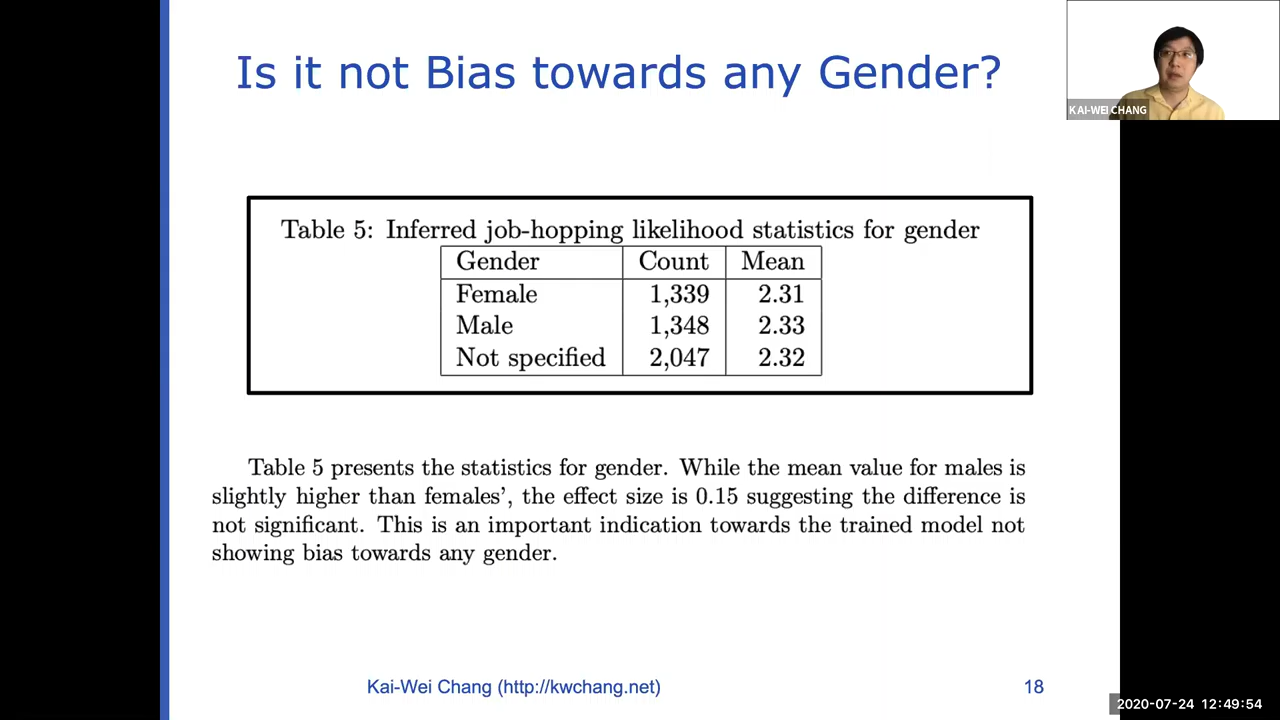 Is it not Bias towards any Gender?
KAI-WEI CHANG
Table 5: Inferred job-hopping likelihood statistics for gender
Gender Count Mean
Female 1,339 2.31
Male 1,348 2.33
Not specified 2,047 2.32
Table 5 presents the statistics for gender. While the mean value for males is
slightly higher than females', the effect size is 0.15 suggesting the difference is
not significant. This is an important indication towards the trained model not
showing bias towards any gender.
Kai-Wei Chang (http://kwchang.net)
18
2020-07-24 12:49:54